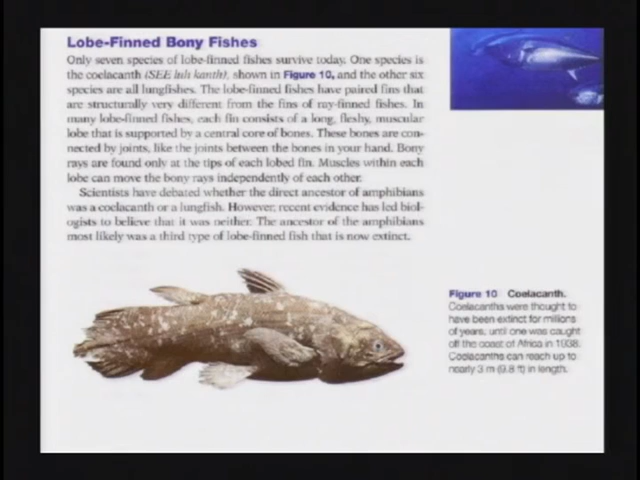 Lobe-Finned Bony Fishes
Only seven species of lobe-finned fishes survive today. One species is
the coelacanth (SEE luh kanth), shown in Figure 10, and the other six
species are all lungfishes. The lobe-finned fishes have paired fins that
are structurally very different from the fins of ray-finned fishes. In
many lobe-finned fishes, each fin consists of a long, fleshy, muscular
lobe that is supported by a central core of bones. These bones are con-
nected by joints, like the joints between the bones in your hand. Bony
rays are found only at the tips of each lobed fin. Muscles within each
lobe can move the bony rays independently of each other.
Scientists have debated whether the direct ancestor of amphibians
was a coelacanth or a lungfish. However, recent evidence has led biol-
ogists to believe that it was neither. The ancestor of the amphibians
most likely was a third type of lobe-finned fish that is now extinct.
Figure 10 Coelacanth.
Coelacanths were thought to
have been extinct for millions
of years, until one was caught
off the coast of Africa in 1938.
Coelacanths can reach up to
nearly 3 m (9.8 ft) in length.